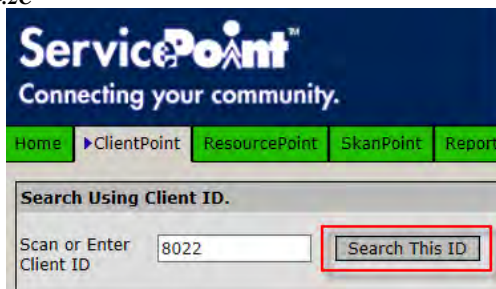 ServicePoint™
Connecting your community.
Home ▶ClientPoint ResourcePoint SkanPoint Report
Search Using Client ID.
Scan or Enter Client ID 8022 Search This ID